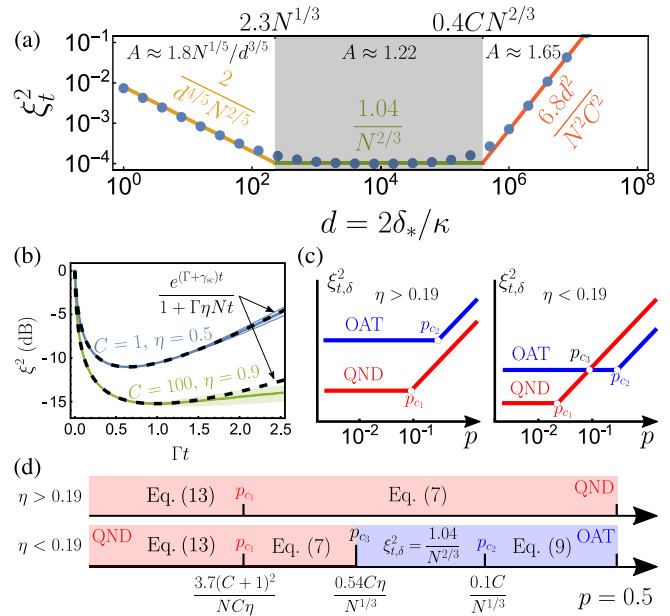 (a)
2.3N^{1/3}
0.4CN^{2/3}
A ≈ 1.8N^{1/5}/d^{3/5}
A ≈ 1.22
A ≈ 1.65
10^{-1}
10^{-2}
10^{-3}
10^{-4}
ξ_t^2
2/(d^{4/5}N^{2/5})
1.04/N^{2/3}
6.8d^2/(N^2C^2)
10^0
10^2
10^4
10^6
10^8
d = 2δ_*/κ
(b)
0
-5
-10
-15
ξ^2 (dB)
e^{(Γ+γ_{sc})t}/(1 + ΓηNt)
C = 1, η = 0.5
C = 100, η = 0.9
0.0 0.5 1.0 1.5 2.0 2.5
Γt
(c)
ξ_{t,δ}^2
η > 0.19
OAT
p_{c_2}
QND
p_{c_1}
10^{-2} 10^{-1} p
ξ_{t,δ}^2
η < 0.19
OAT
p_{c_3}
p_{c_2}
QND
p_{c_1}
10^{-2} 10^{-1} p
(d)
η > 0.19
Eq. (13) p_{c_1} Eq. (7) QND
η < 0.19
QND Eq. (13) p_{c_1} Eq. (7) p_{c_3} ξ_{t,δ}^2 = 1.04/N^{2/3} p_{c_2} Eq. (9) OAT
3.7(C + 1)^2/(NCη)
0.54Cη/N^{1/3}
0.1C/N^{1/3}
p = 0.5